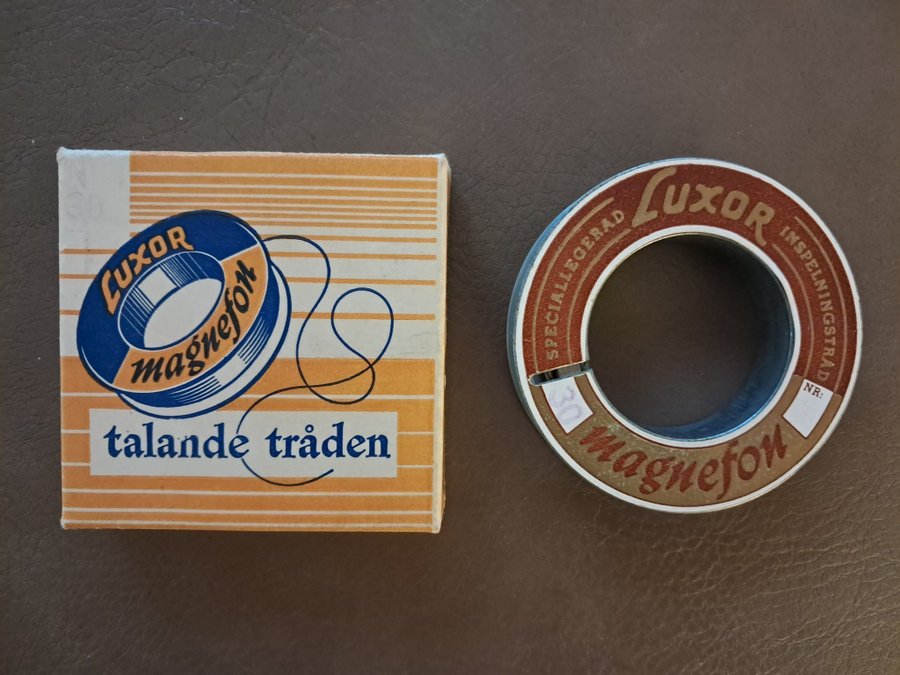 LUXOR
magnefon
talande tråden
LUXOR
SPECIALLEGERAD
INSPELNINGSTRÅD
NR:
30
magnefon